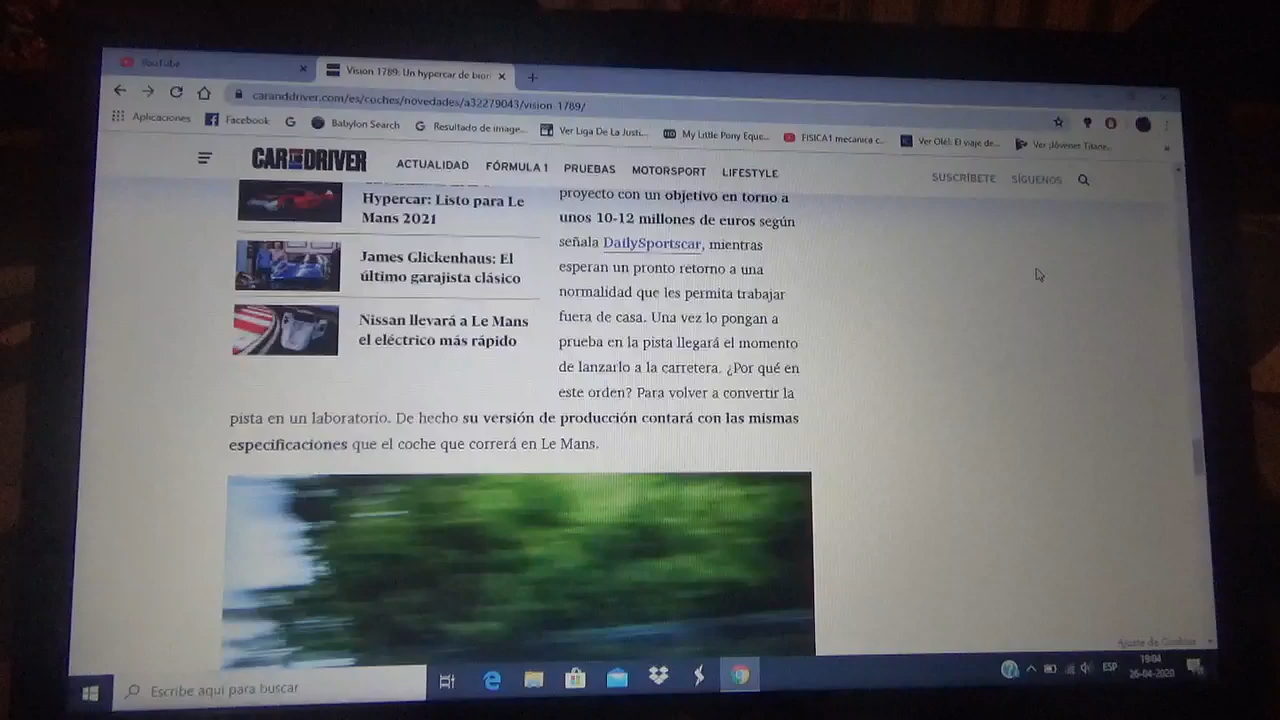 YouTube
Vision 1789: Un hypercar de bion
caranddriver.com/es/coches/novedades/a32279043/vision-1789/
Aplicaciones
Facebook
Babylon Search
Resultado de image...
Ver Liga De La Justi...
My Little Pony Eque...
FISICA1 mecanica c...
Ver Olé!, El viaje de...
Ver ¡Jóvenes Titane...
CAR AND DRIVER
ACTUALIDAD
FÓRMULA 1
PRUEBAS
MOTORSPORT
LIFESTYLE
SUSCRÍBETE
SÍGUENOS
Hypercar: Listo para Le
Mans 2021
James Glickenhaus: El
último garajista clásico
Nissan llevará a Le Mans
el eléctrico más rápido
proyecto con un objetivo en torno a
unos 10-12 millones de euros según
señala DailySportscar, mientras
esperan un pronto retorno a una
normalidad que les permita trabajar
fuera de casa. Una vez lo pongan a
prueba en la pista llegará el momento
de lanzarlo a la carretera. ¿Por qué en
este orden? Para volver a convertir la
pista en un laboratorio. De hecho su versión de producción contará con las mismas
especificaciones que el coche que correrá en Le Mans.
Ajuste de Cookies
Escribe aquí para buscar
ESP
19:04
26-04-2020